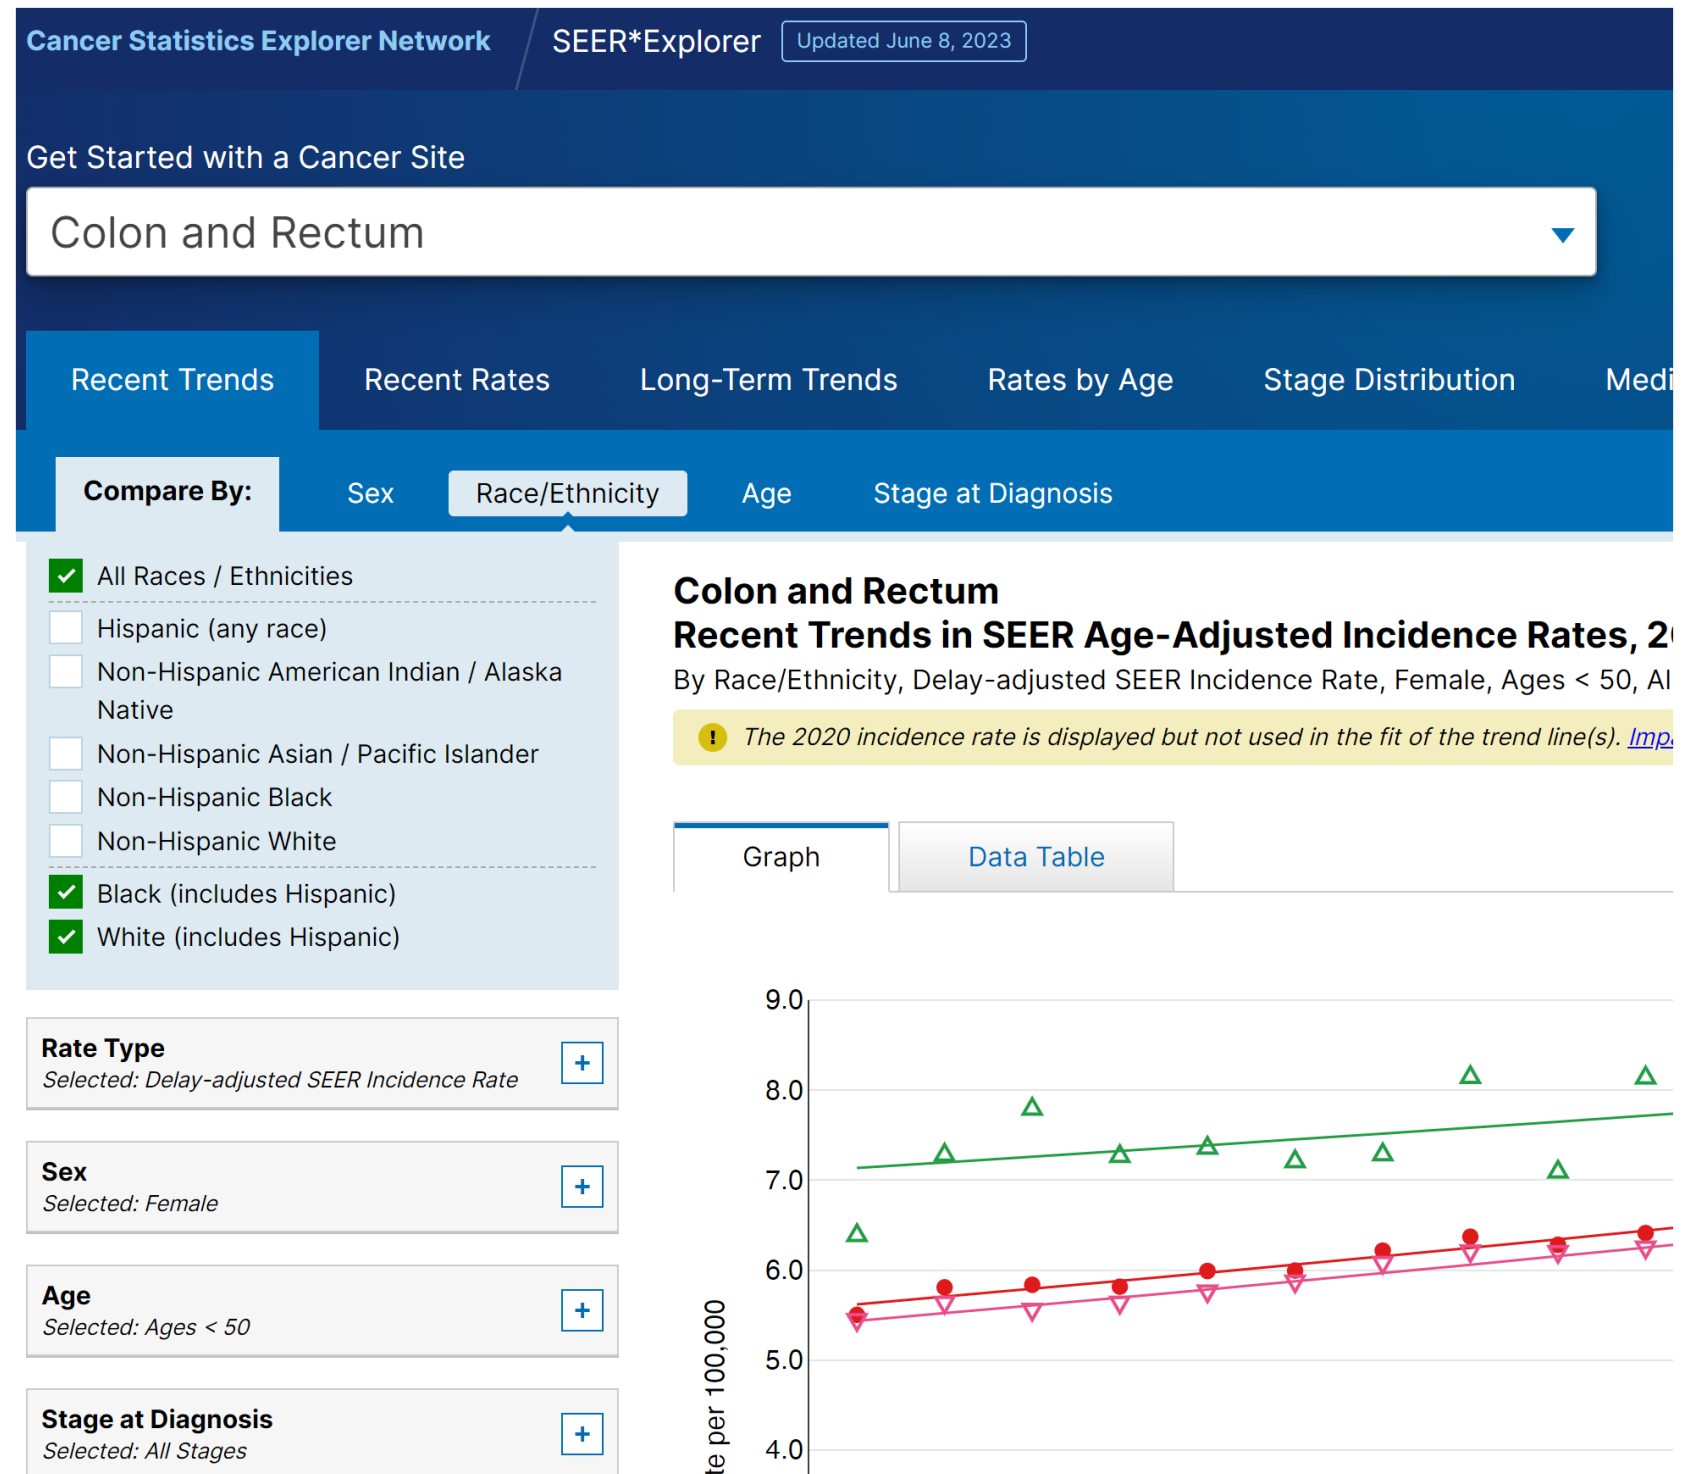 Cancer Statistics Explorer Network SEER*Explorer Updated June 8, 2023
Get Started with a Cancer Site
Colon and Rectum
Recent Trends Recent Rates Long-Term Trends Rates by Age Stage Distribution Medi
Compare By: Sex Race/Ethnicity Age Stage at Diagnosis
All Races / Ethnicities
Hispanic (any race)
Non-Hispanic American Indian / Alaska
Native
Non-Hispanic Asian / Pacific Islander
Non-Hispanic Black
Non-Hispanic White
Black (includes Hispanic)
White (includes Hispanic)
Rate Type
Selected: Delay-adjusted SEER Incidence Rate
+
Sex
Selected: Female
+
Age
Selected: Ages < 50
+
Stage at Diagnosis
Selected: All Stages
+
Colon and Rectum
Recent Trends in SEER Age-Adjusted Incidence Rates, 2
By Race/Ethnicity, Delay-adjusted SEER Incidence Rate, Female, Ages < 50, Al
! The 2020 incidence rate is displayed but not used in the fit of the trend line(s). Impa
Graph Data Table
9.0
8.0
7.0
6.0
5.0
4.0
te per 100,000